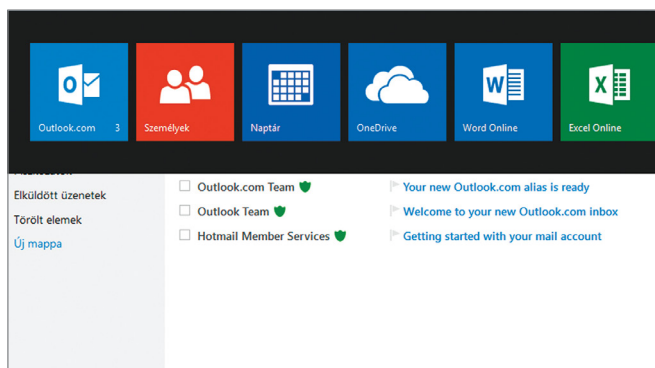 Outlook.com 3
Személyek
Naptár
OneDrive
Word Online
Excel Online
Elküldött üzenetek
Törölt elemek
Új mappa
Outlook.com Team Your new Outlook.com alias is ready
Outlook Team Welcome to your new Outlook.com inbox
Hotmail Member Services Getting started with your mail account